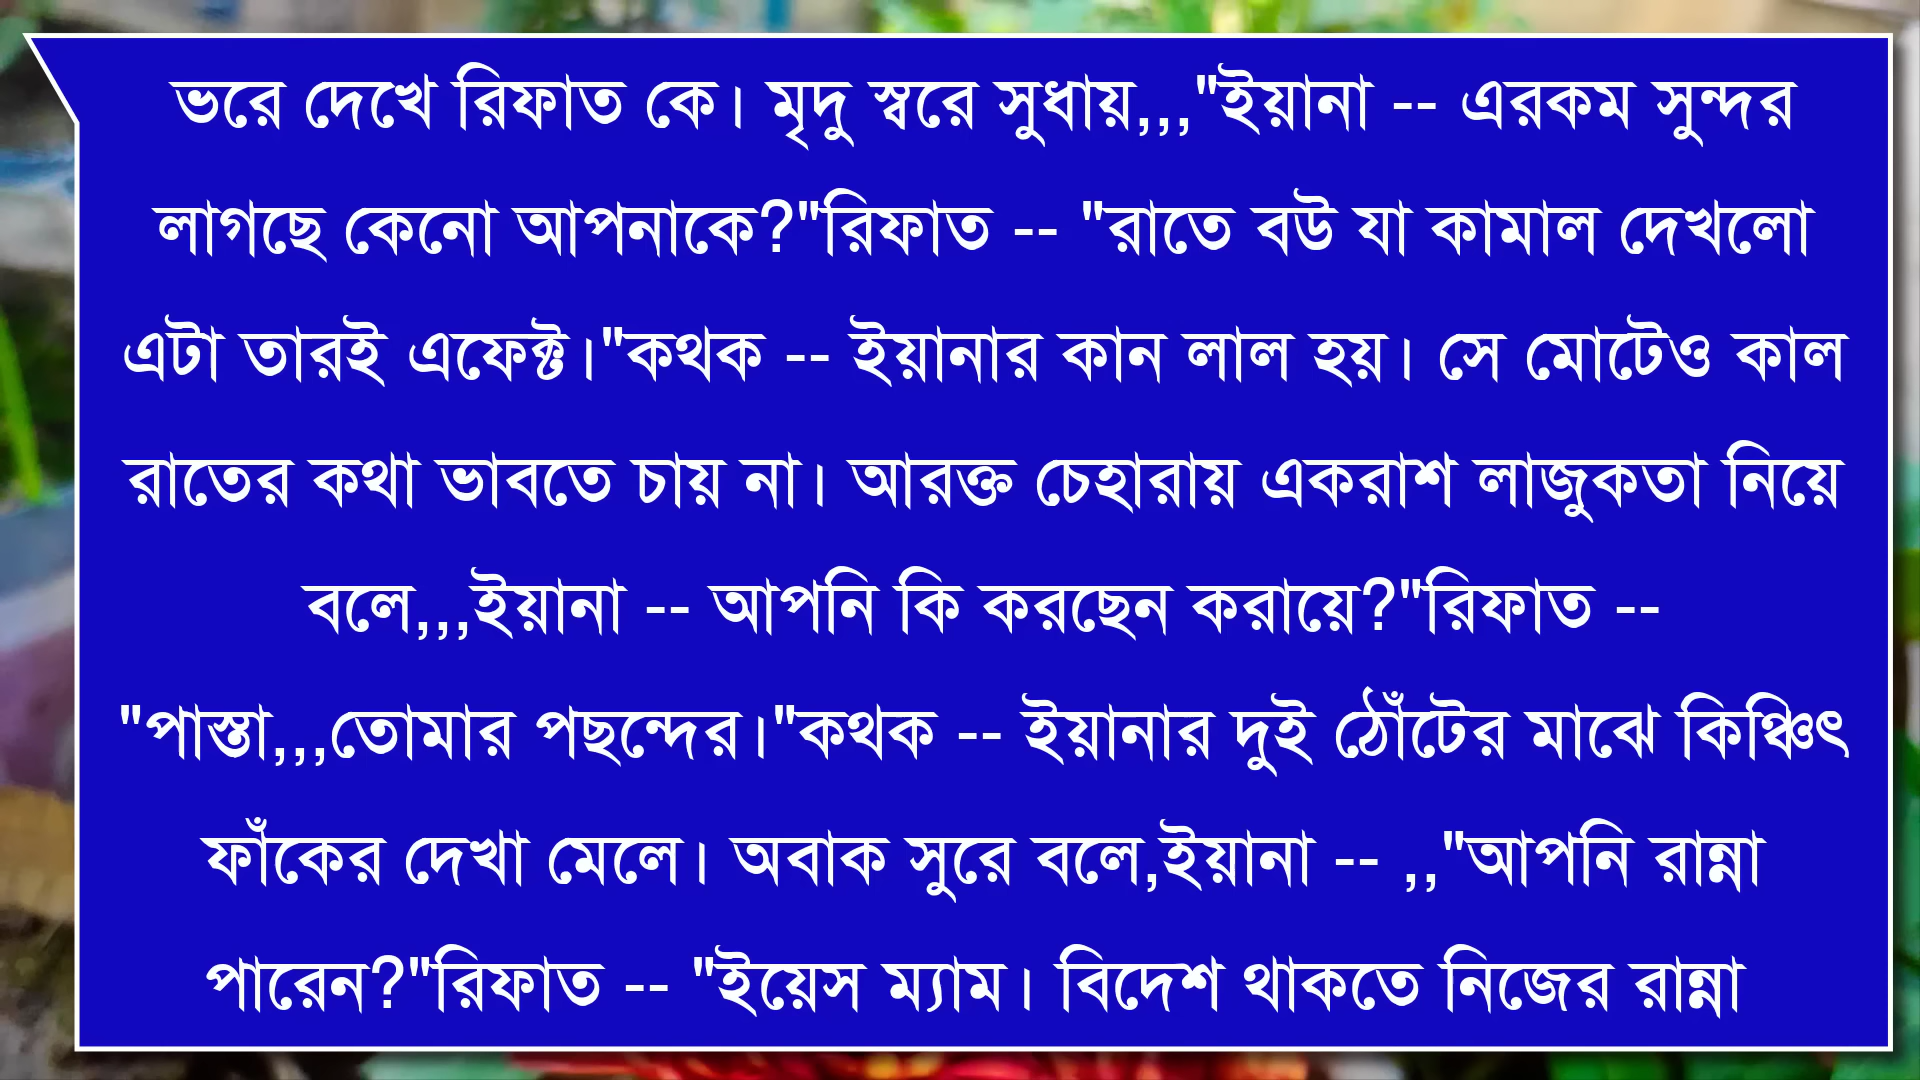 ভরে দেখে রিফাত কে। মৃদু স্বরে সুধায়,,,"ইয়ানা -- এরকম সুন্দর
লাগছে কেনো আপনাকে?"রিফাত -- "রাতে বউ যা কামাল দেখলো
এটা তারই এফেক্ট।"কথক -- ইয়ানার কান লাল হয়। সে মোটেও কাল
রাতের কথা ভাবতে চায় না। আরক্ত চেহারায় একরাশ লাজুকতা নিয়ে
বলে,,,ইয়ানা -- আপনি কি করছেন করায়ে?"রিফাত --
"পাস্তা,,,তোমার পছন্দের।"কথক -- ইয়ানার দুই ঠোঁটের মাঝে কিঞ্চিৎ
ফাঁকের দেখা মেলে। অবাক সুরে বলে,ইয়ানা -- ,,"আপনি রান্না
পারেন?"রিফাত -- "ইয়েস ম্যাম। বিদেশ থাকতে নিজের রান্না